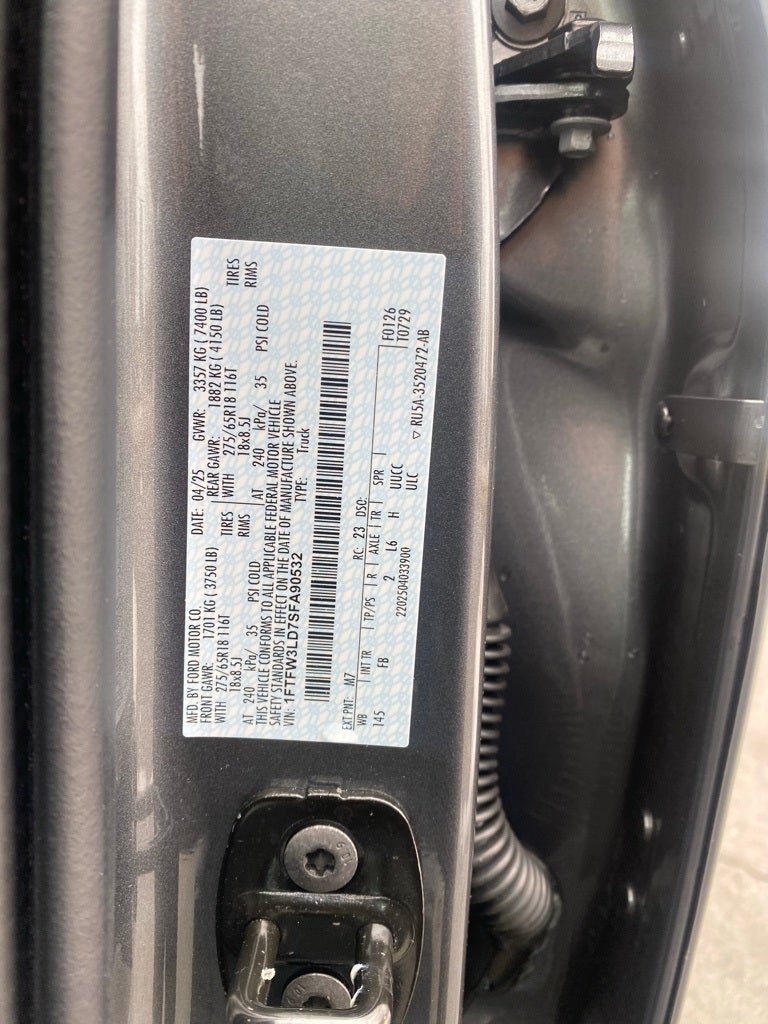 MFD. BY FORD MOTOR CO.
DATE: 04/25 GVWR: 3357 KG ( 7400 LB)
FRONT GAWR: 1701 KG ( 3750 LB) REAR GAWR: 1882 KG ( 4150 LB)
WITH 275/65R18 116T TIRES WITH 275/65R18 116T TIRES
18x8.5J RIMS 18x8.5J RIMS
AT 240 kPa/ 35 PSI COLD AT 240 kPa/ 35 PSI COLD
THIS VEHICLE CONFORMS TO ALL APPLICABLE FEDERAL MOTOR VEHICLE
SAFETY STANDARDS IN EFFECT ON THE DATE OF MANUFACTURE SHOWN ABOVE.
VIN: 1FTFW3LD7SFA90532 TYPE: Truck
EXT PNT: M7 RC: 23 DSO: F0126
WB INT TR TP/PS R AXLE TR SPR T0729
145 FB 2 L6 H UUCC
ULC
2202504033900 ▽ RU5A-3520472-AB